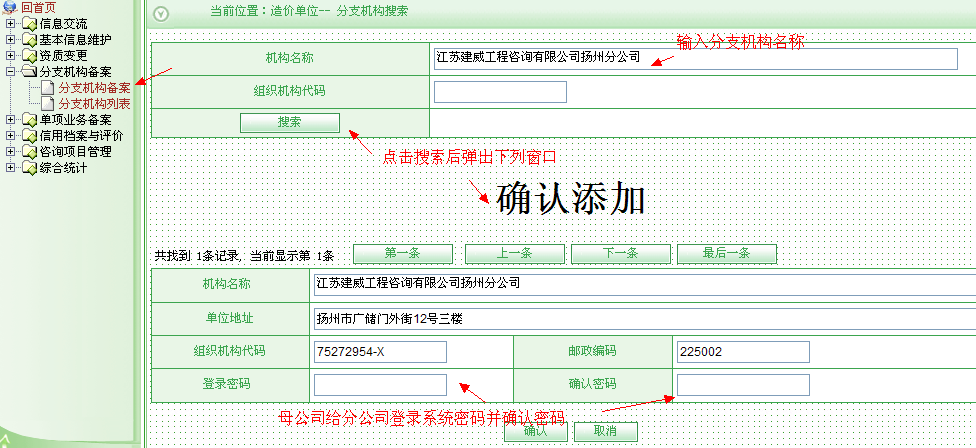 回首页
信息交流
基本信息维护
资质变更
分支机构备案
分支机构备案
分支机构列表
单项业务备案
信用档案与评价
咨询项目管理
综合统计
当前位置：造价单位-- 分支机构搜索
输入分支机构名称
机构名称 江苏建威工程咨询有限公司扬州分公司
组织机构代码
搜索
点击搜索后弹出下列窗口
确认添加
共找到 1条记录, 当前显示第 1条 第一条 上一条 下一条 最后一条
机构名称 江苏建威工程咨询有限公司扬州分公司
单位地址 扬州市广储门外街12号三楼
组织机构代码 75272954-X 邮政编码 225002
登录密码 确认密码
母公司给分公司登录系统密码并确认密码
确认 取消